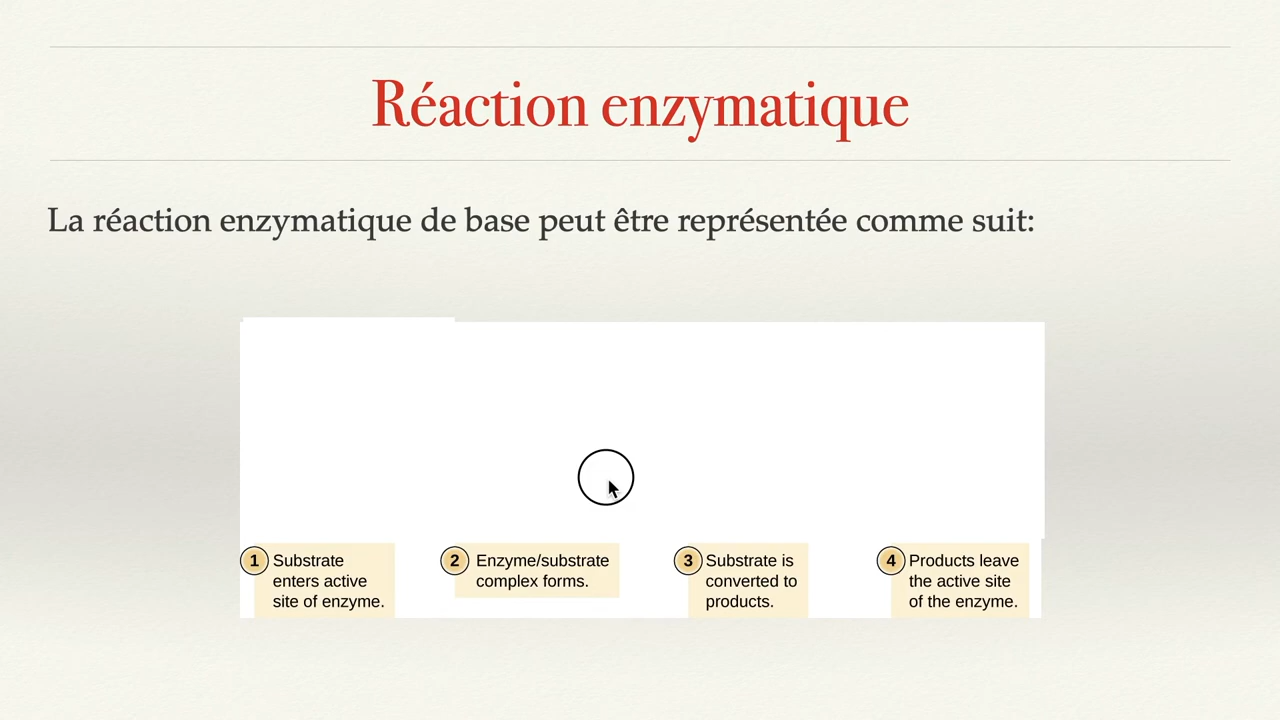 Réaction enzymatique
La réaction enzymatique de base peut être représentée comme suit:
1 Substrate
enters active
site of enzyme.
2 Enzyme/substrate
complex forms.
3 Substrate is
converted to
products.
4 Products leave
the active site
of the enzyme.